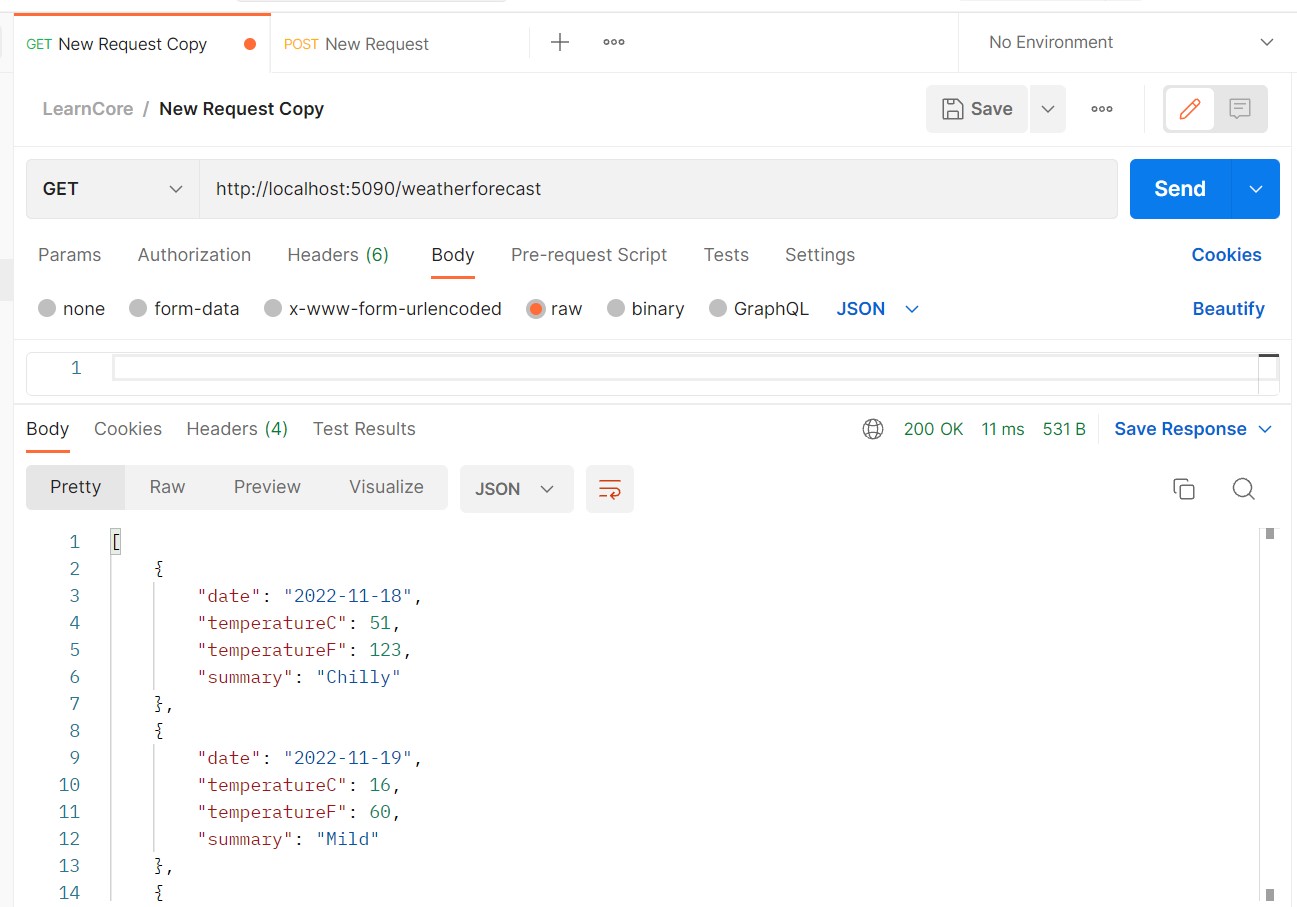 GET New Request Copy POST New Request No Environment
LearnCore / New Request Copy Save
GET http://localhost:5090/weatherforecast Send
Params Authorization Headers (6) Body Pre-request Script Tests Settings Cookies
none form-data x-www-form-urlencoded raw binary GraphQL JSON Beautify
1
Body Cookies Headers (4) Test Results 200 OK 11 ms 531 B Save Response
Pretty Raw Preview Visualize JSON
1 [
2 {
3 "date": "2022-11-18",
4 "temperatureC": 51,
5 "temperatureF": 123,
6 "summary": "Chilly"
7 },
8 {
9 "date": "2022-11-19",
10 "temperatureC": 16,
11 "temperatureF": 60,
12 "summary": "Mild"
13 },
14 {